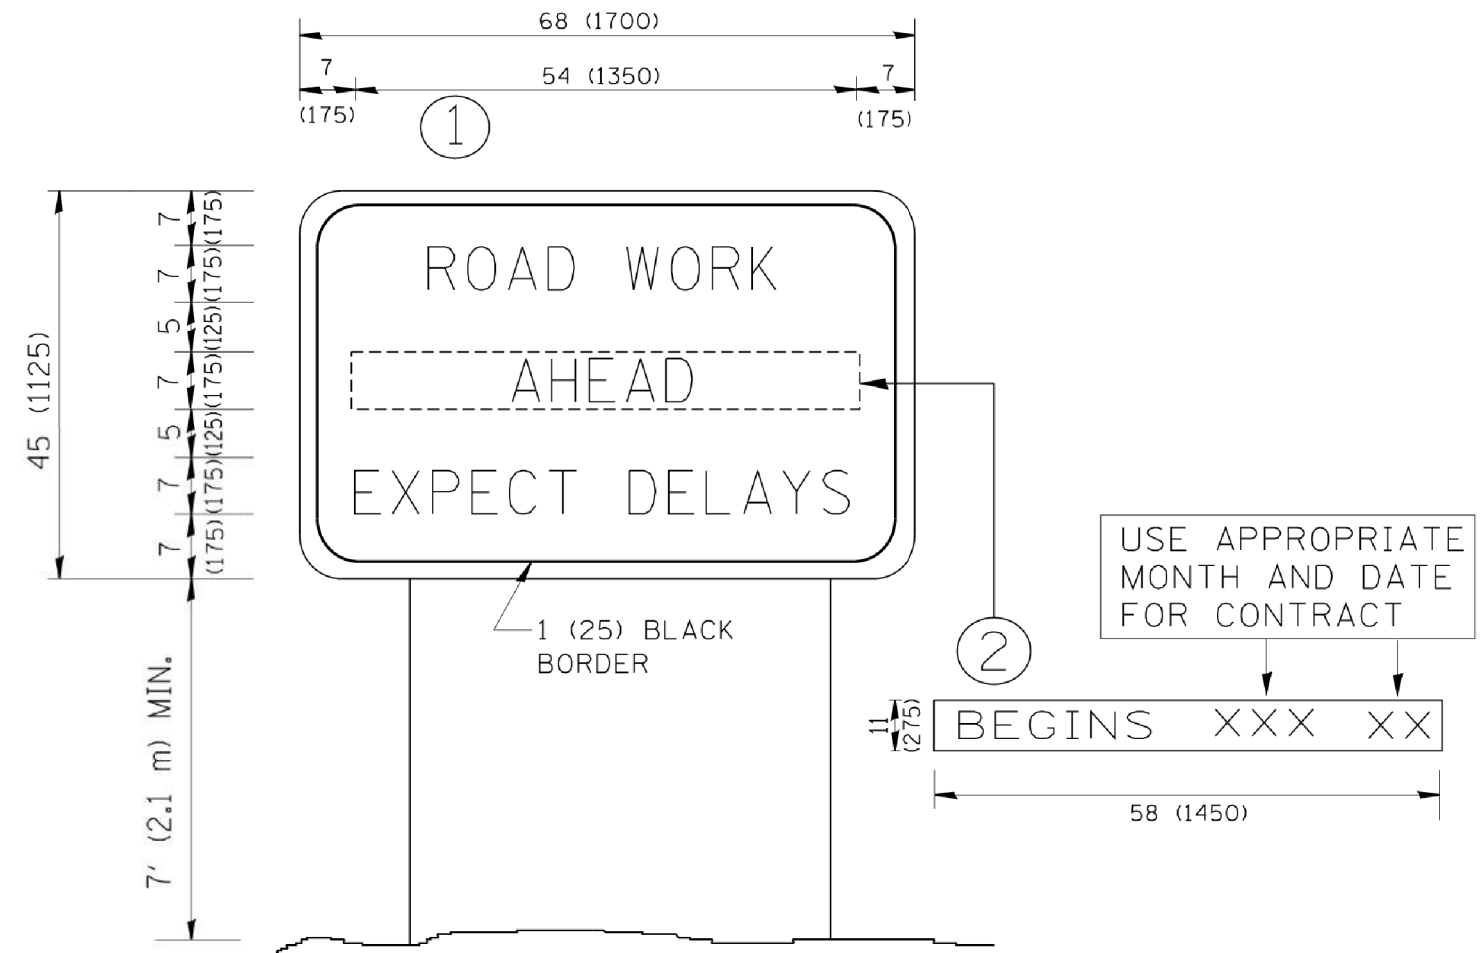 68 (1700)
7
54 (1350)
7
(175)
(175)
1
45 (1125)
7 (175)
7 (175)
5 (125)
7 (175)
5 (125)
7 (175)
7 (175)
ROAD WORK
AHEAD
EXPECT DELAYS
1 (25) BLACK
BORDER
7' (2.1 m) MIN.
USE APPROPRIATE
MONTH AND DATE
FOR CONTRACT
2
11
(275)
BEGINS XXX XX
58 (1450)